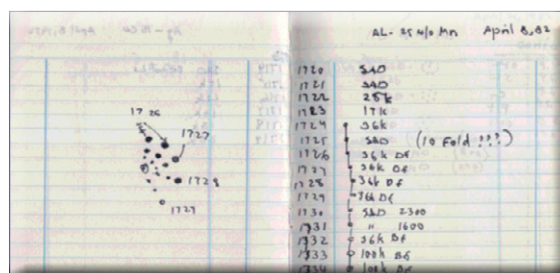 AL-25 w/o Mn April 8, 82
1720 SAD
1721 SAD
1722 25K
1723 17K
1724 36K
1725 SAD (10 Fold ???)
1726 36K Df
1727 36K Df
1728 36K Df
1729 36K Df
1730 SAD 2300
1731 " 1600
1732 36K Df
1733 100K Df
1734 100K Df
1726
1727
1728
1729